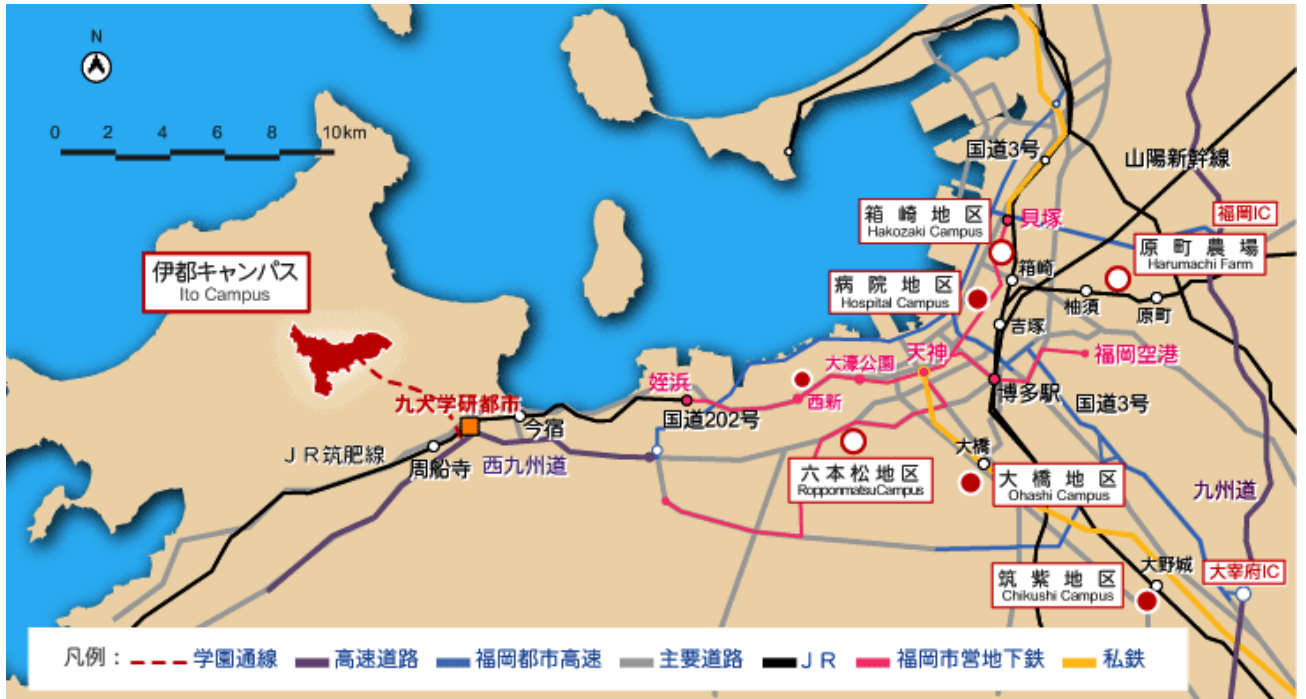 N
0 2 4 6 8 10km
国道3号
山陽新幹線
箱崎地区
Hakozaki Campus
貝塚
福岡IC
原町農場
Harumachi Farm
伊都キャンパス
Ito Campus
病院地区
Hospital Campus
箱崎
柚須
原町
吉塚
天神
福岡空港
大濠公園
姪浜
西新
博多駅
国道3号
九大学研都市
今宿
国道202号
JR筑肥線
周船寺
西九州道
大橋
六本松地区
RopponmatsuCampus
大橋地区
Ohashi Campus
九州道
大野城
筑紫地区
Chikushi Campus
大宰府IC
凡例： 学園通線 高速道路 福岡都市高速 主要道路 JR 福岡市営地下鉄 私鉄